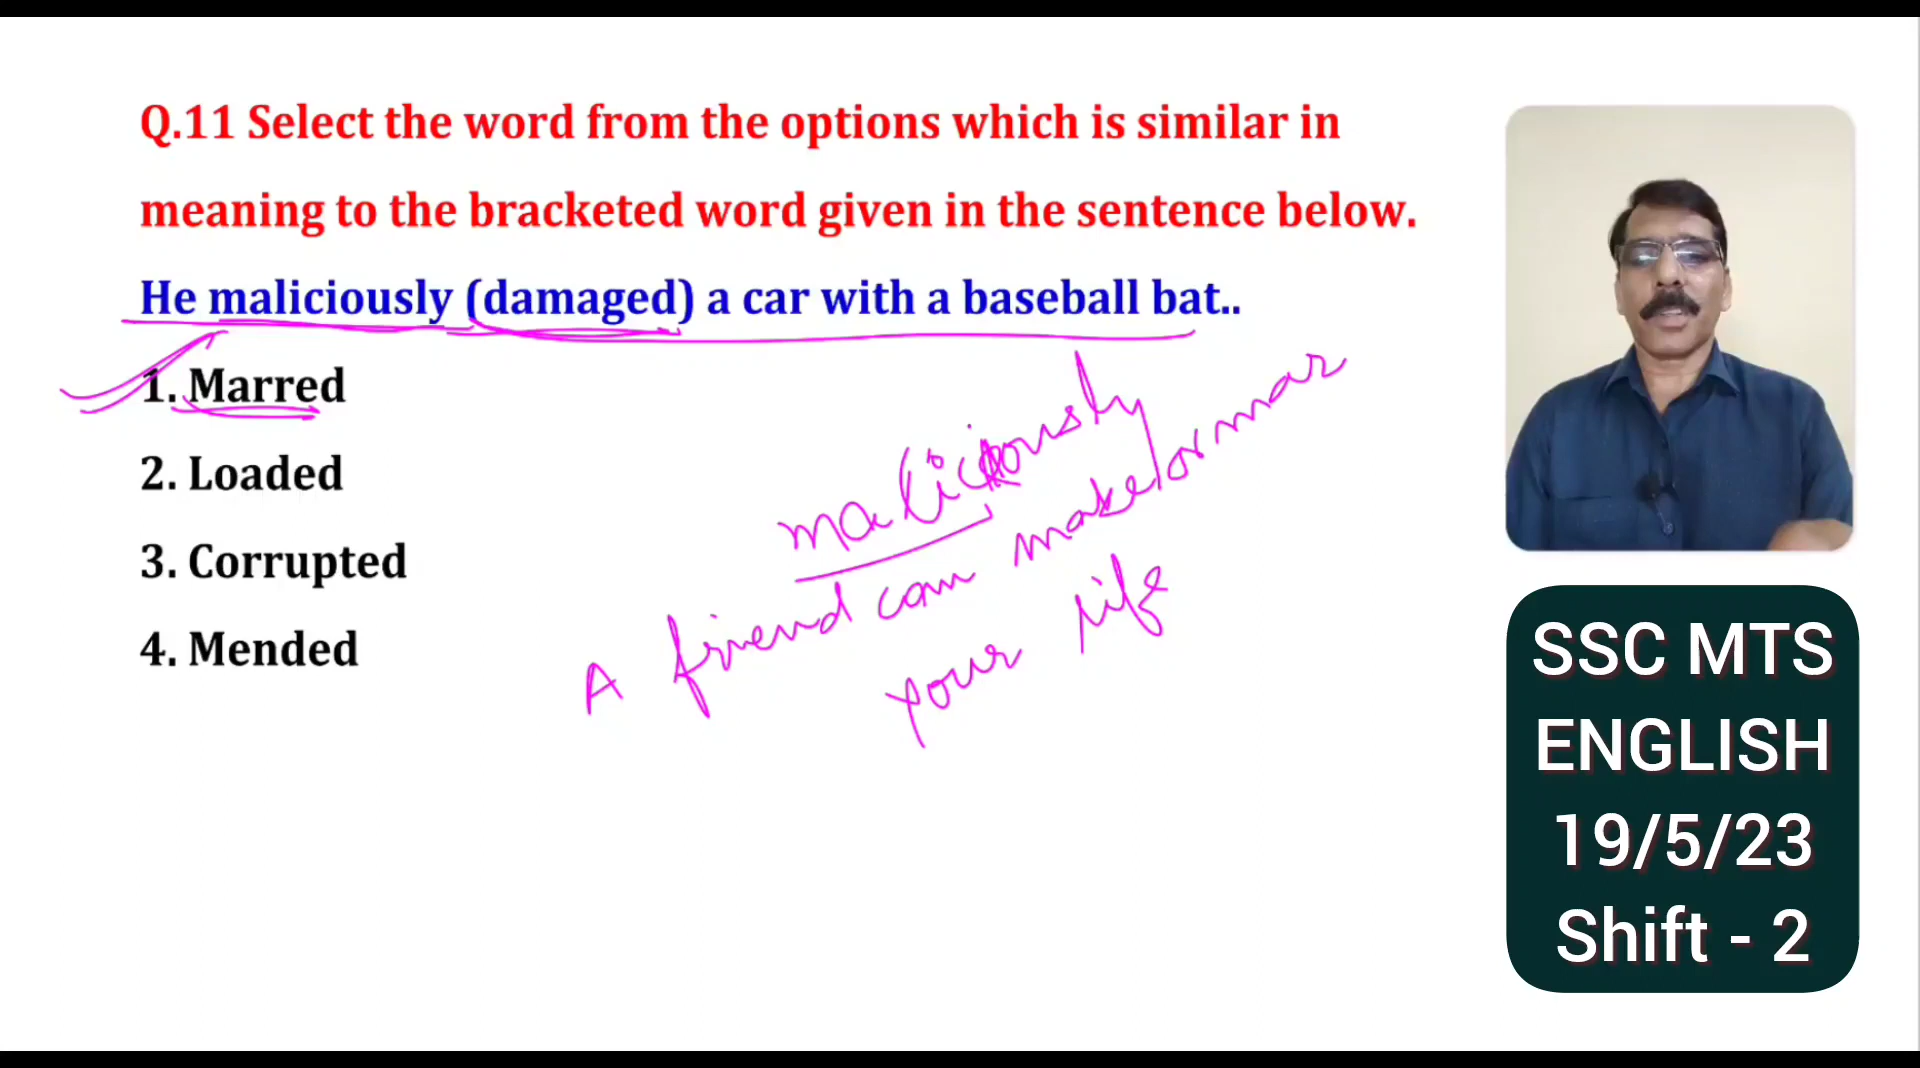 Q.11 Select the word from the options which is similar in
meaning to the bracketed word given in the sentence below.
He maliciously (damaged) a car with a baseball bat..
1. Marred
2. Loaded
3. Corrupted
4. Mended
maliciously
A friend can make or mar
your life
SSC MTS
ENGLISH
19/5/23
Shift - 2